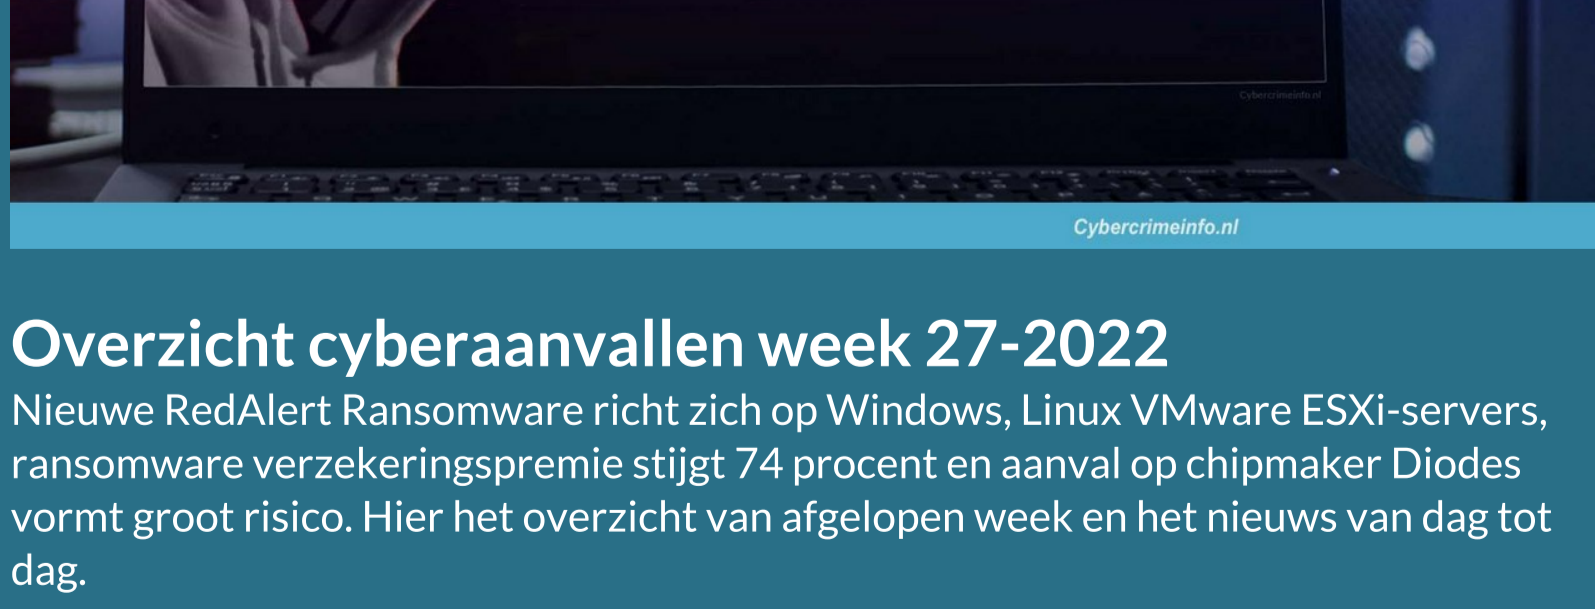 Cybercrimeinfo.nl
Cybercrimeinfo.nl
Overzicht cyberaanvallen week 27-2022
Nieuwe RedAlert Ransomware richt zich op Windows, Linux VMware ESXi-servers,
ransomware verzekeringspremie stijgt 74 procent en aanval op chipmaker Diodes
vormt groot risico. Hier het overzicht van afgelopen week en het nieuws van dag tot
dag.